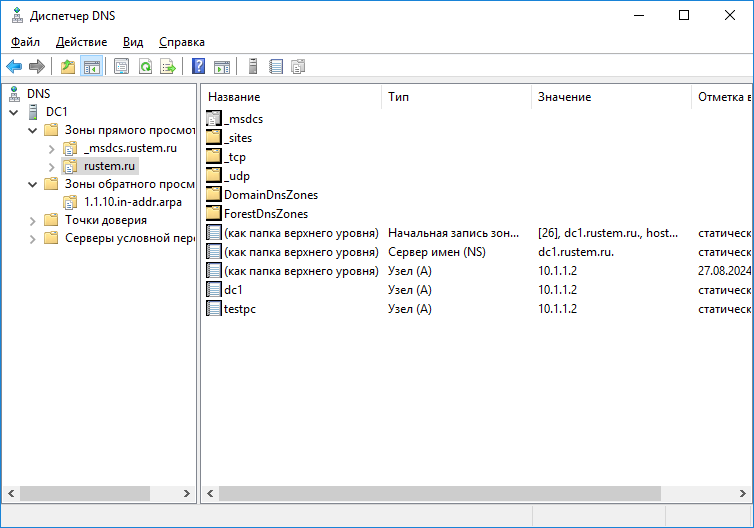 Диспетчер DNS
Файл Действие Вид Справка
DNS
DC1
Зоны прямого просмот
_msdcs.rustem.ru
rustem.ru
Зоны обратного просм
1.1.10.in-addr.arpa
Точки доверия
Серверы условной пер
Название Тип Значение Отметка в
_msdcs
_sites
_tcp
_udp
DomainDnsZones
ForestDnsZones
(как папка верхнего уровня) Начальная запись зон... [26], dc1.rustem.ru., host... статическ
(как папка верхнего уровня) Сервер имен (NS) dc1.rustem.ru. статическ
(как папка верхнего уровня) Узел (A) 10.1.1.2 27.08.2024
dc1 Узел (A) 10.1.1.2 статическ
testpc Узел (A) 10.1.1.2 статическ